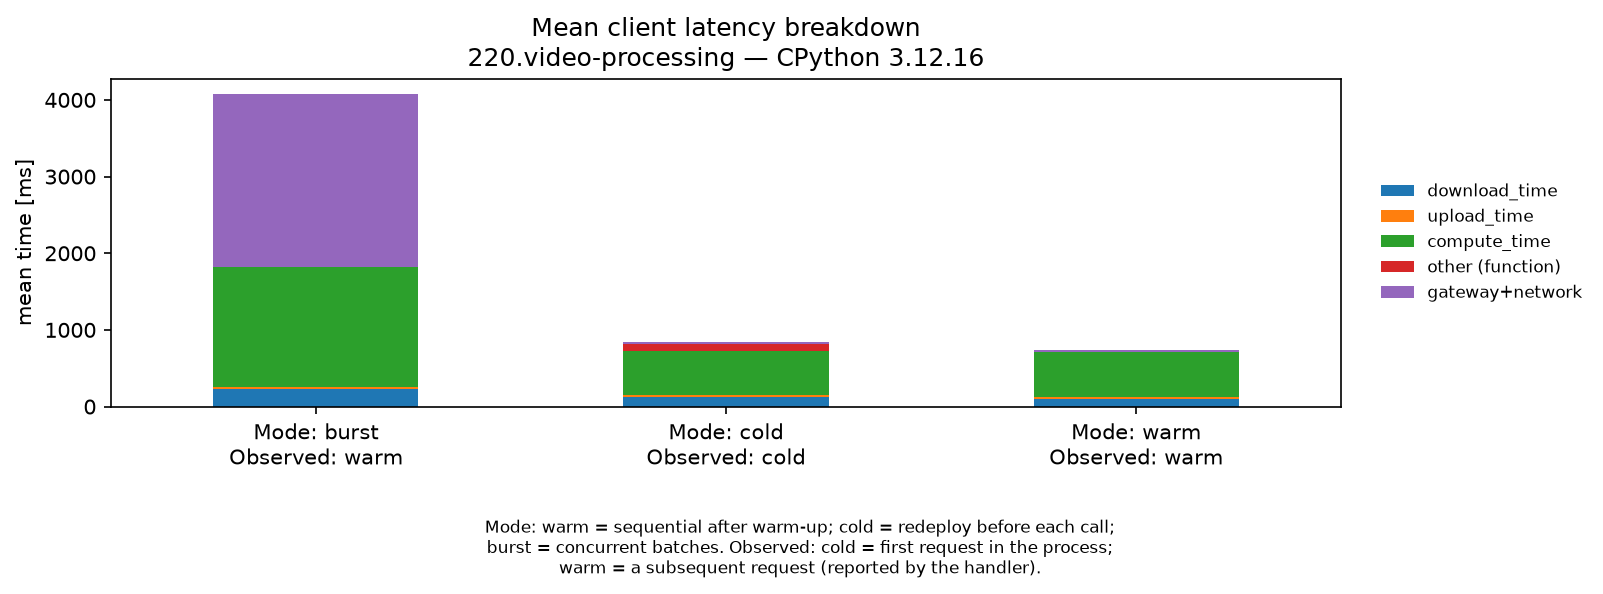 Mean client latency breakdown
220.video-processing — CPython 3.12.16
mean time [ms]
4000
3000
2000
1000
0
Mode: burst
Observed: warm
Mode: cold
Observed: cold
Mode: warm
Observed: warm
download_time
upload_time
compute_time
other (function)
gateway+network
Mode: warm = sequential after warm-up; cold = redeploy before each call;
burst = concurrent batches. Observed: cold = first request in the process;
warm = a subsequent request (reported by the handler).